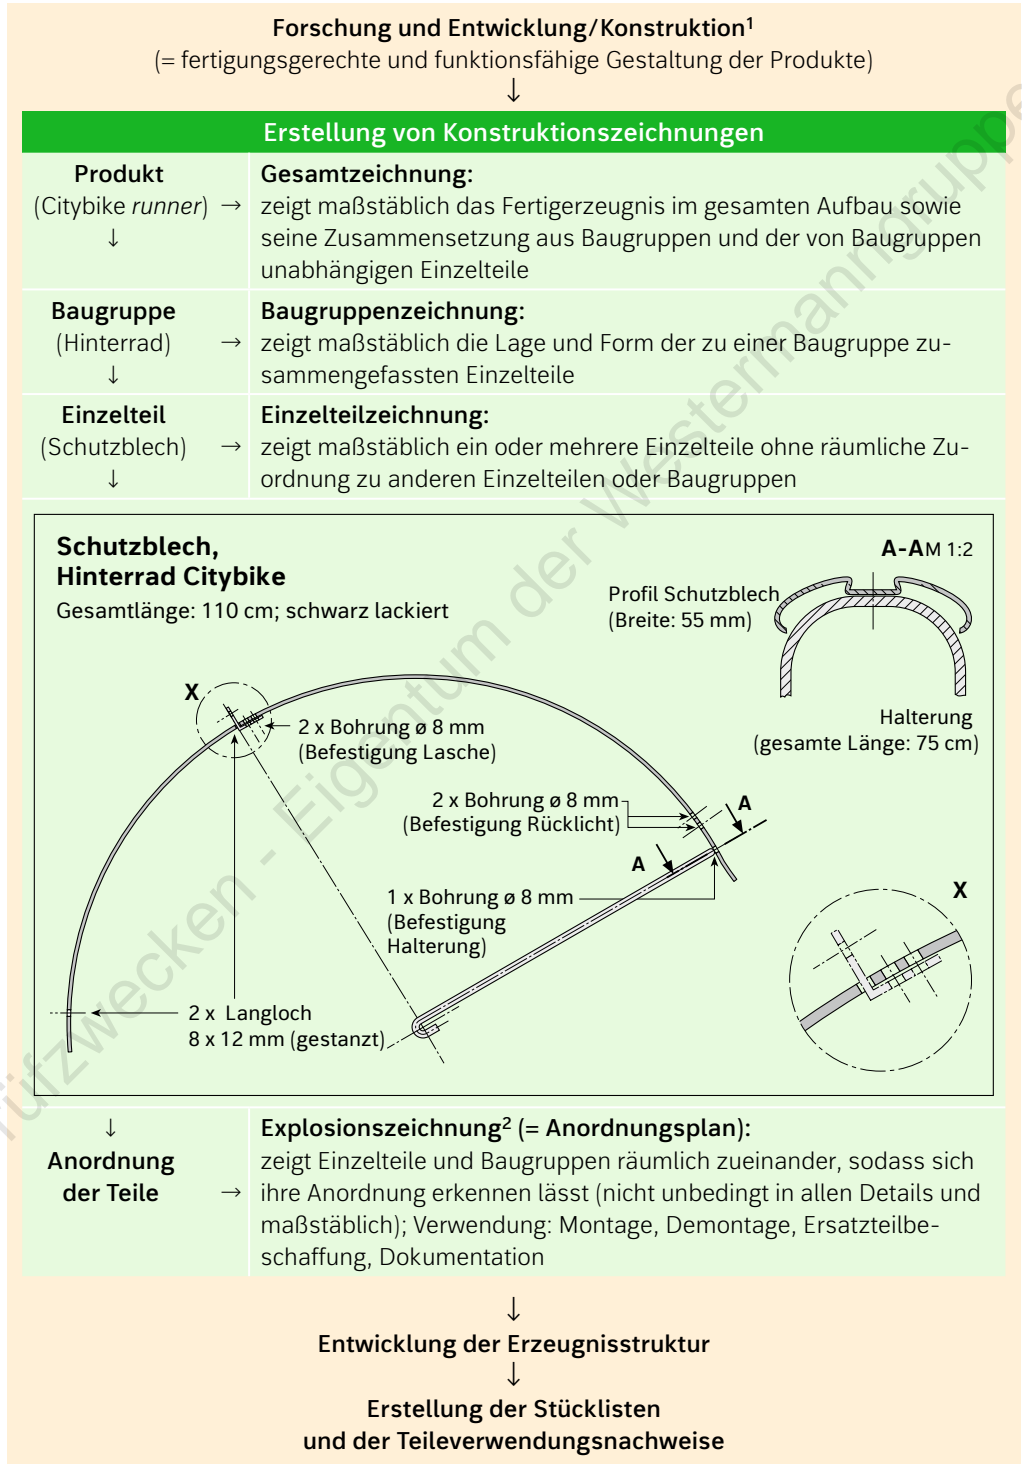 Forschung und Entwicklung/Konstruktion¹
(= fertigungsgerechte und funktionsfähige Gestaltung der Produkte)
↓
Erstellung von Konstruktionszeichnungen
Produkt
(Citybike runner) →
↓
Gesamtzeichnung:
zeigt maßstäblich das Fertigerzeugnis im gesamten Aufbau sowie
seine Zusammensetzung aus Baugruppen und der von Baugruppen
unabhängigen Einzelteile
Baugruppe
(Hinterrad) →
↓
Baugruppenzeichnung:
zeigt maßstäblich die Lage und Form der zu einer Baugruppe zu-
sammengefassten Einzelteile
Einzelteil
(Schutzblech) →
↓
Einzelteilzeichnung:
zeigt maßstäblich ein oder mehrere Einzelteile ohne räumliche Zu-
ordnung zu anderen Einzelteilen oder Baugruppen
Schutzblech,
Hinterrad Citybike
Gesamtlänge: 110 cm; schwarz lackiert
A-A M 1:2
Profil Schutzblech
(Breite: 55 mm)
Halterung
(gesamte Länge: 75 cm)
X
2 x Bohrung ø 8 mm
(Befestigung Lasche)
2 x Bohrung ø 8 mm
(Befestigung Rücklicht)
A
A
1 x Bohrung ø 8 mm
(Befestigung
Halterung)
X
2 x Langloch
8 x 12 mm (gestanzt)
↓
Anordnung
der Teile →
Explosionszeichnung² (= Anordnungsplan):
zeigt Einzelteile und Baugruppen räumlich zueinander, sodass sich
ihre Anordnung erkennen lässt (nicht unbedingt in allen Details und
maßstäblich); Verwendung: Montage, Demontage, Ersatzteilbe-
schaffung, Dokumentation
↓
Entwicklung der Erzeugnisstruktur
↓
Erstellung der Stücklisten
und der Teileverwendungsnachweise
rüfzwecken - Eigentum der Westermanngruppe